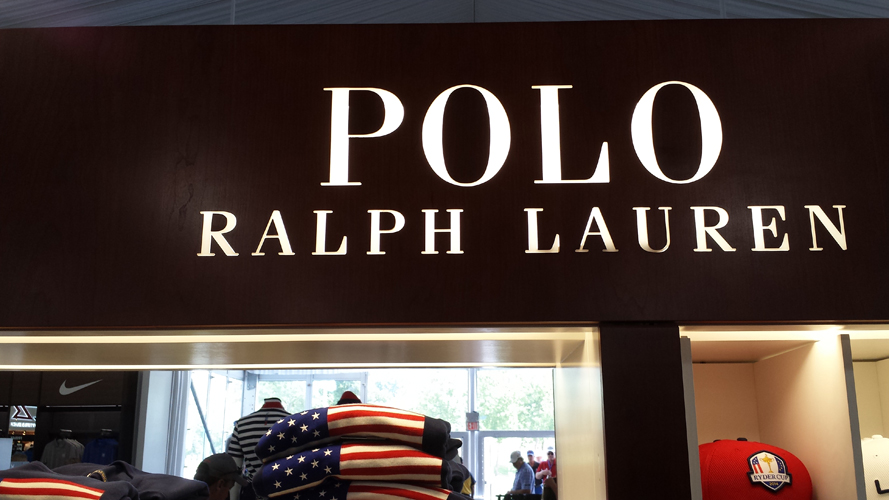 POLO
RALPH LAUREN
RYDER CUP